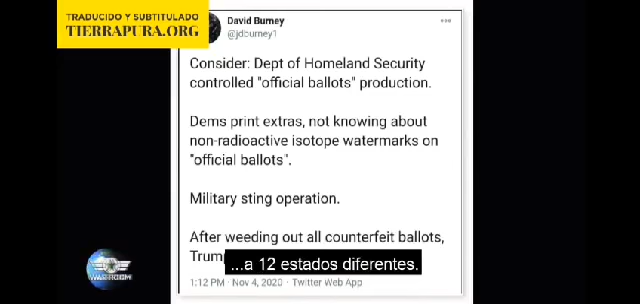 TRADUCIDO Y SUBTITULADO
TIERRAPURA.ORG
David Burney
@jdburney1
Consider: Dept of Homeland Security
controlled "official ballots" production.
Dems print extras, not knowing about
non-radioactive isotope watermarks on
"official ballots".
Military sting operation.
After weeding out all counterfeit ballots,
...a 12 estados diferentes.
1:12 PM · Nov 4, 2020 · Twitter Web App
WAR ROOM